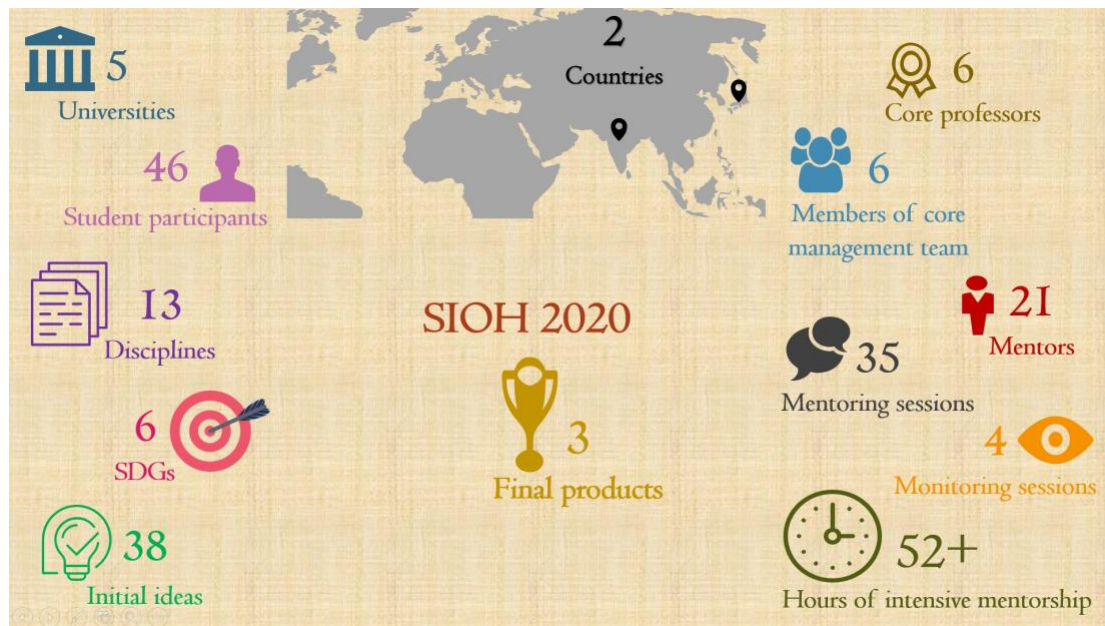 5
Universities
46
Student participants
13
Disciplines
6
SDGs
38
Initial ideas
2
Countries
SIOH 2020
3
Final products
6
Core professors
6
Members of core
management team
21
Mentors
35
Mentoring sessions
4
Monitoring sessions
52+
Hours of intensive mentorship